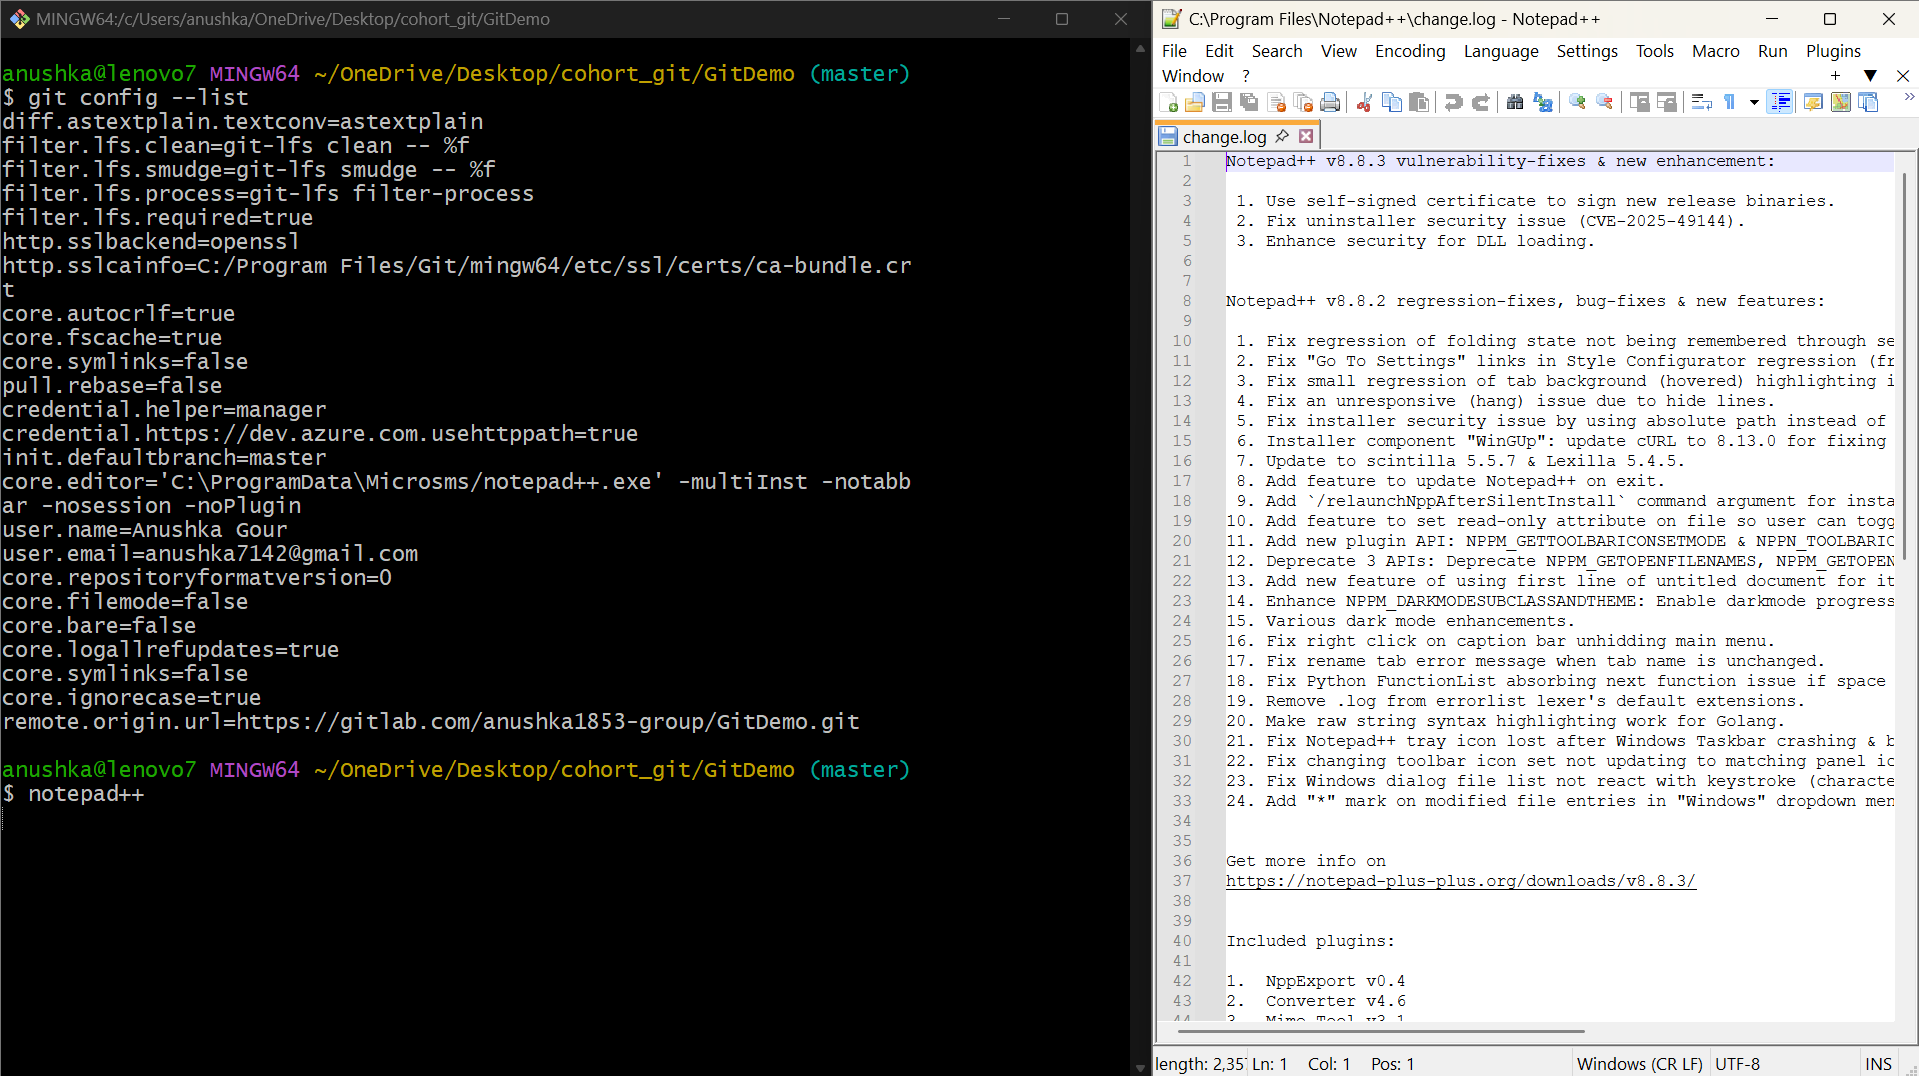 MINGW64:/c/Users/anushka/OneDrive/Desktop/cohort_git/GitDemo
anushka@lenovo7 MINGW64 ~/OneDrive/Desktop/cohort_git/GitDemo (master)
$ git config --list
diff.astextplain.textconv=astextplain
filter.lfs.clean=git-lfs clean -- %f
filter.lfs.smudge=git-lfs smudge -- %f
filter.lfs.process=git-lfs filter-process
filter.lfs.required=true
http.sslbackend=openssl
http.sslcainfo=C:/Program Files/Git/mingw64/etc/ssl/certs/ca-bundle.cr
t
core.autocrlf=true
core.fscache=true
core.symlinks=false
pull.rebase=false
credential.helper=manager
credential.https://dev.azure.com.usehttppath=true
init.defaultbranch=master
core.editor='C:\ProgramData\Microsms/notepad++.exe' -multiInst -notabb
ar -nosession -noPlugin
user.name=Anushka Gour
user.email=anushka7142@gmail.com
core.repositoryformatversion=0
core.filemode=false
core.bare=false
core.logallrefupdates=true
core.symlinks=false
core.ignorecase=true
remote.origin.url=https://gitlab.com/anushka1853-group/GitDemo.git
anushka@lenovo7 MINGW64 ~/OneDrive/Desktop/cohort_git/GitDemo (master)
$ notepad++
C:\Program Files\Notepad++\change.log - Notepad++
File Edit Search View Encoding Language Settings Tools Macro Run Plugins
Window ?
change.log
1 Notepad++ v8.8.3 vulnerability-fixes & new enhancement:
2
3 1. Use self-signed certificate to sign new release binaries.
4 2. Fix uninstaller security issue (CVE-2025-49144).
5 3. Enhance security for DLL loading.
6
7
8 Notepad++ v8.8.2 regression-fixes, bug-fixes & new features:
9
10 1. Fix regression of folding state not being remembered through se
11 2. Fix "Go To Settings" links in Style Configurator regression (fr
12 3. Fix small regression of tab background (hovered) highlighting i
13 4. Fix an unresponsive (hang) issue due to hide lines.
14 5. Fix installer security issue by using absolute path instead of
15 6. Installer component "WinGUp": update cURL to 8.13.0 for fixing
16 7. Update to scintilla 5.5.7 & Lexilla 5.4.5.
17 8. Add feature to update Notepad++ on exit.
18 9. Add `/relaunchNppAfterSilentInstall` command argument for insta
19 10. Add feature to set read-only attribute on file so user can togg
20 11. Add new plugin API: NPPM_GETTOOLBARICONSETMODE & NPPN_TOOLBARIC
21 12. Deprecate 3 APIs: Deprecate NPPM_GETOPENFILENAMES, NPPM_GETOPEN
22 13. Add new feature of using first line of untitled document for it
23 14. Enhance NPPM_DARKMODESUBCLASSANDTHEME: Enable darkmode progress
24 15. Various dark mode enhancements.
25 16. Fix right click on caption bar unhidding main menu.
26 17. Fix rename tab error message when tab name is unchanged.
27 18. Fix Python FunctionList absorbing next function issue if space
28 19. Remove .log from errorlist lexer's default extensions.
29 20. Make raw string syntax highlighting work for Golang.
30 21. Fix Notepad++ tray icon lost after Windows Taskbar crashing & b
31 22. Fix changing toolbar icon set not updating to matching panel ic
32 23. Fix Windows dialog file list not react with keystroke (characte
33 24. Add "*" mark on modified file entries in "Windows" dropdown men
34
35
36 Get more info on
37 https://notepad-plus-plus.org/downloads/v8.8.3/
38
39
40 Included plugins:
41
42 1. NppExport v0.4
43 2. Converter v4.6
44 3. Mime Tool v3.1
length: 2,35 Ln: 1 Col: 1 Pos: 1 Windows (CR LF) UTF-8 INS